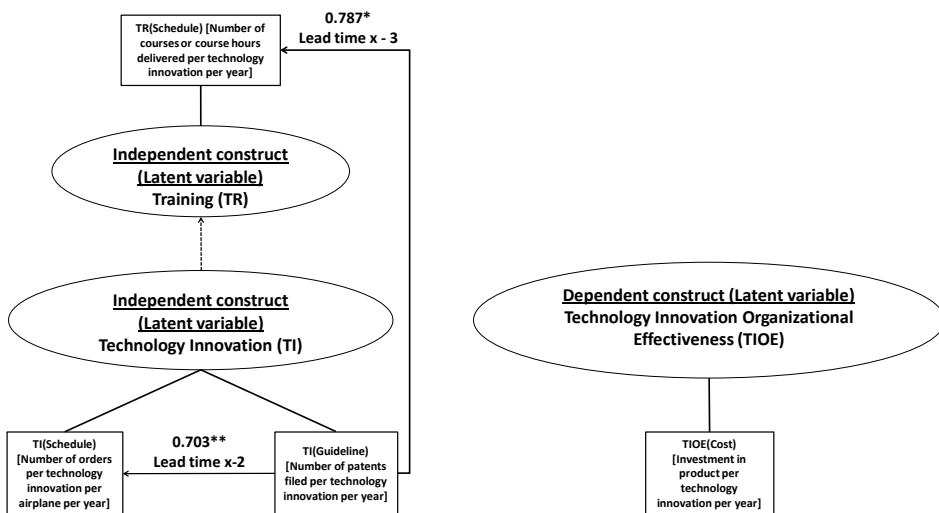 TR(Schedule) [Number of
courses or course hours
delivered per technology
innovation per year]
0.787*
Lead time x - 3
Independent construct
(Latent variable)
Training (TR)
Independent construct
(Latent variable)
Technology Innovation (TI)
Dependent construct (Latent variable)
Technology Innovation Organizational
Effectiveness (TIOE)
TI(Schedule)
[Number of orders
per technology
innovation per
airplane per year]
0.703**
Lead time x-2
TI(Guideline)
[Number of patents
filed per technology
innovation per year]
TIOE(Cost)
[Investment in
product per
technology
innovation per year]